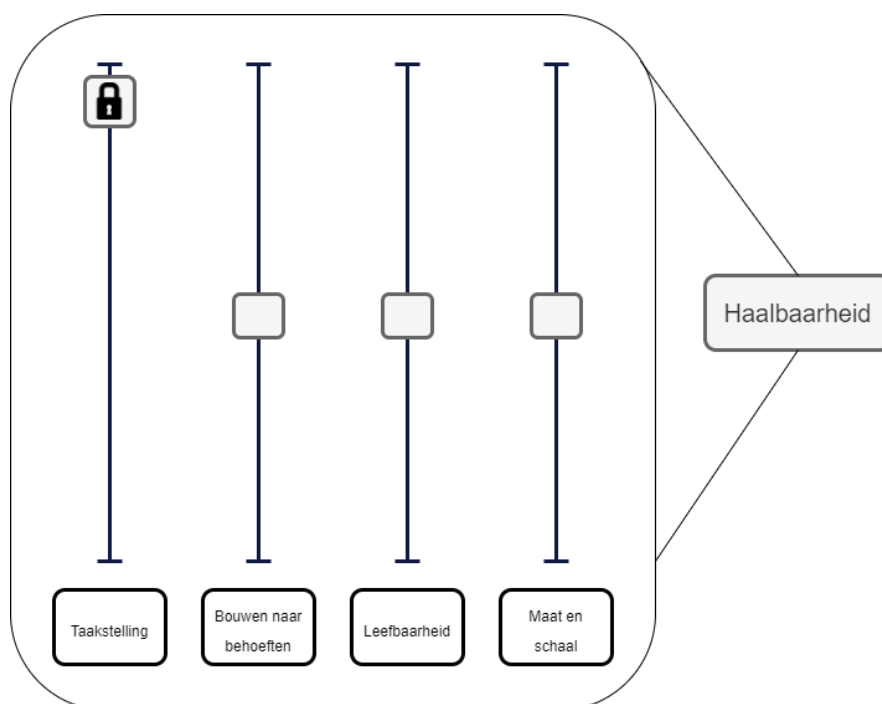 Haalbaarheid
Taakstelling
Bouwen naar
behoeften
Leefbaarheid
Maat en
schaal